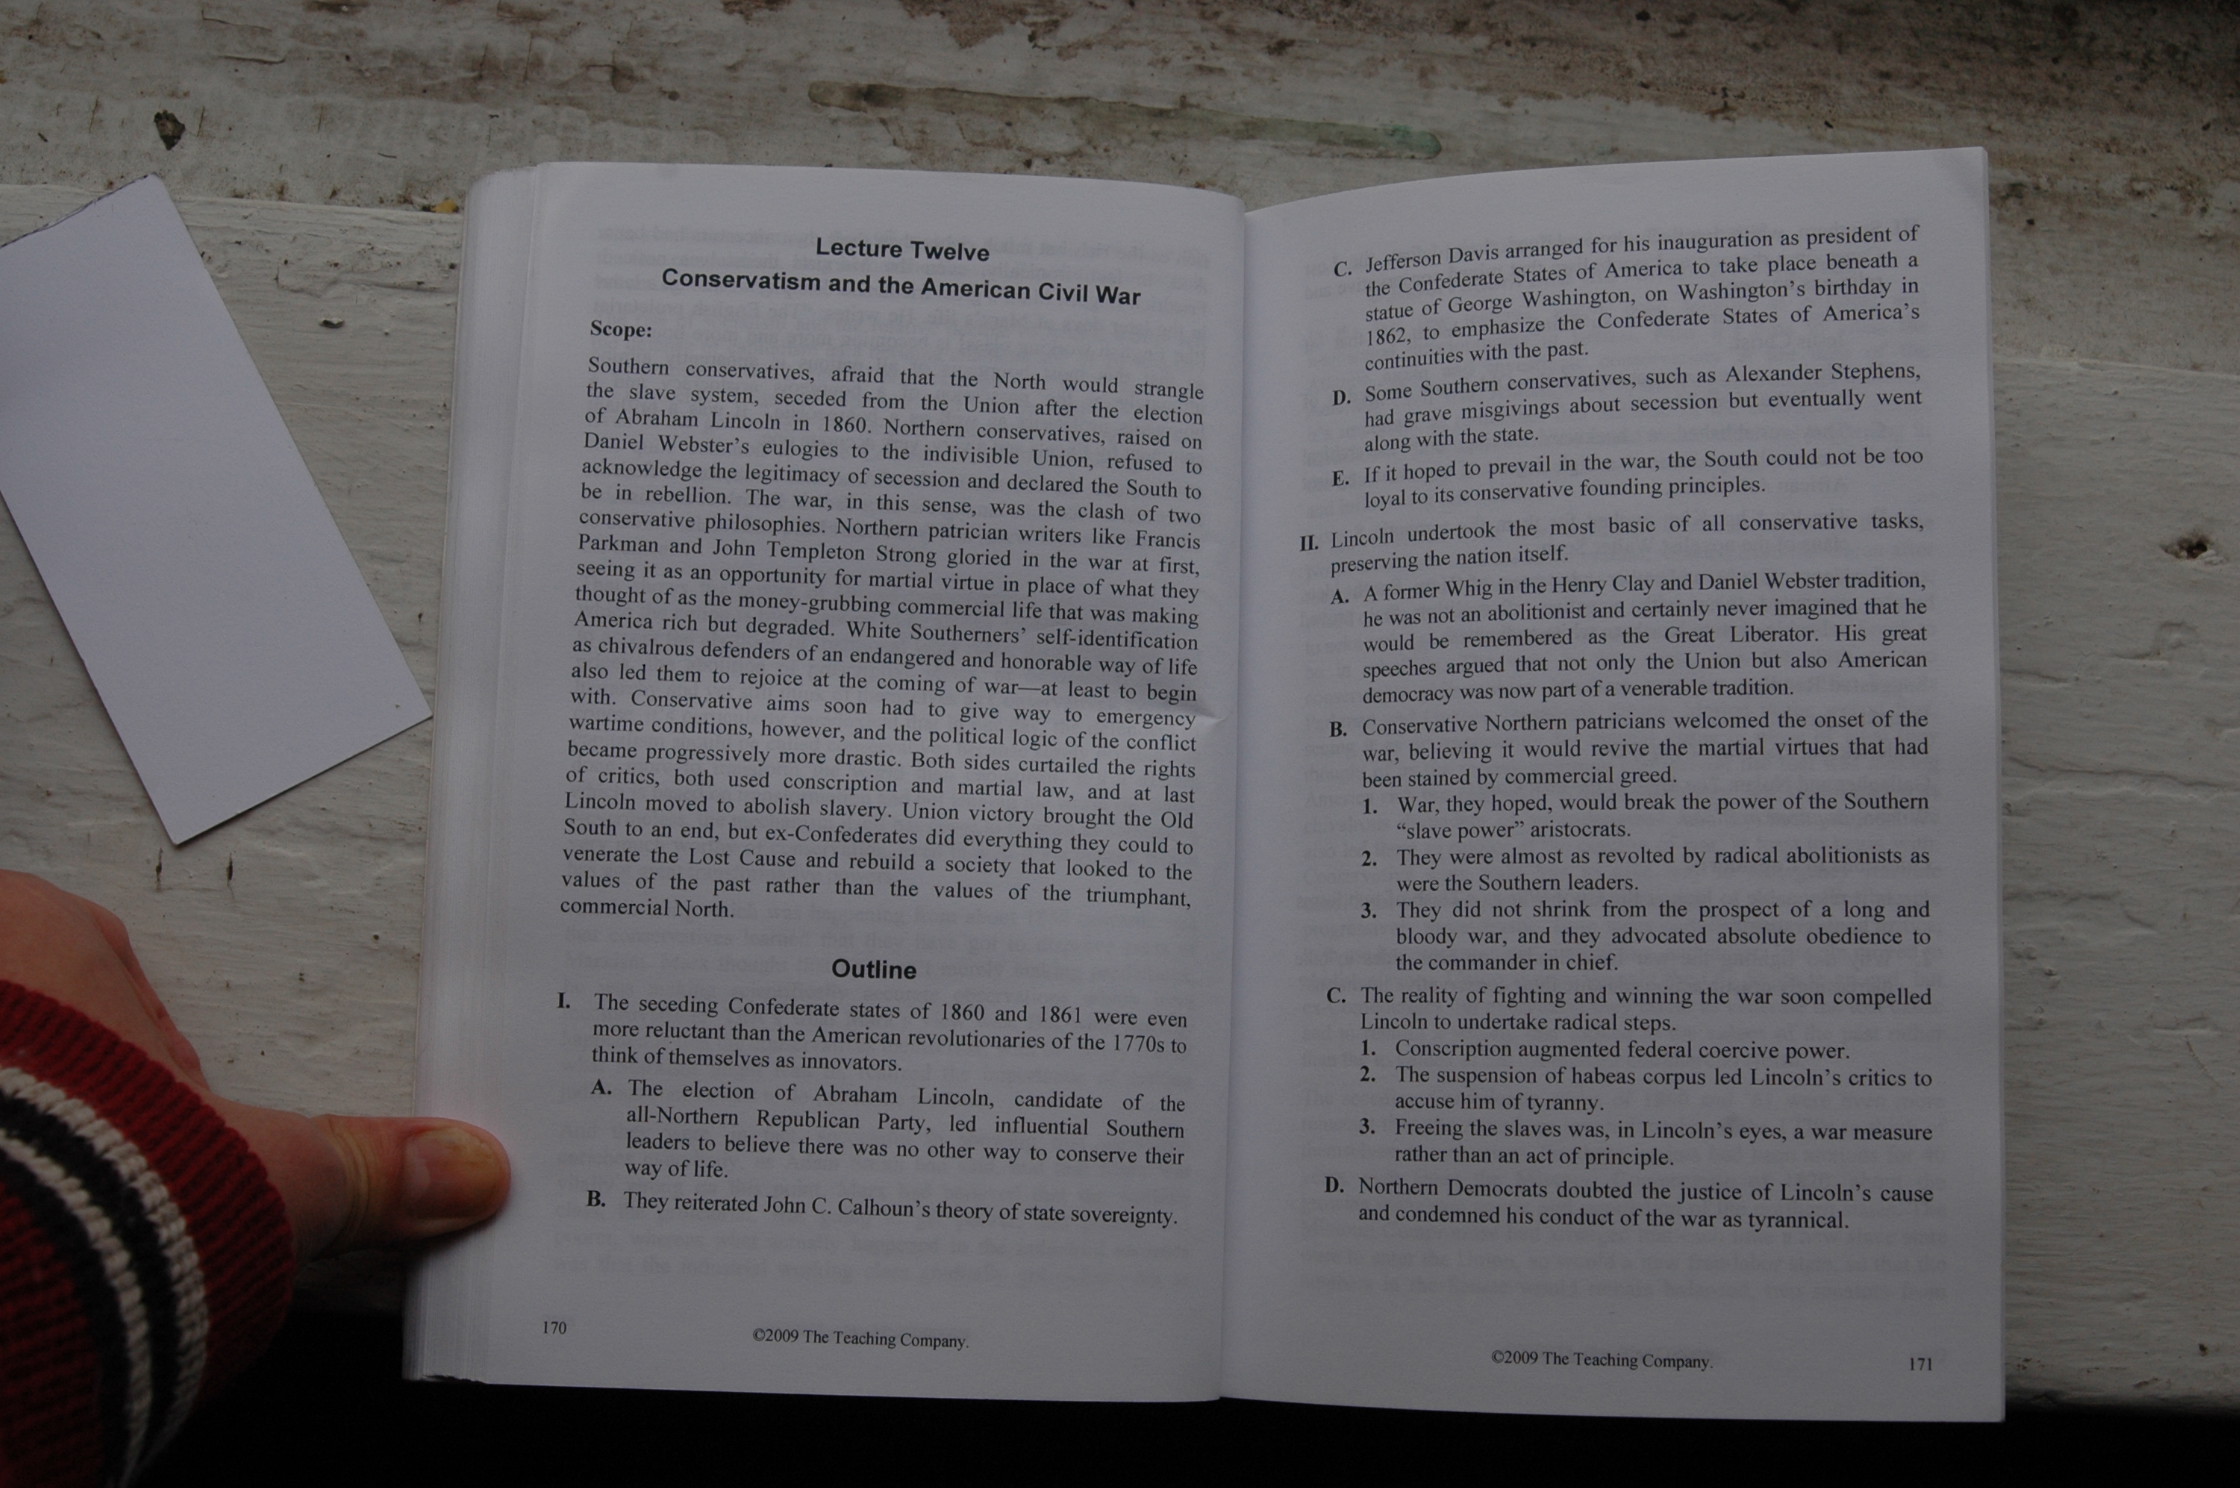 Lecture Twelve
Conservatism and the American Civil War
Scope:
Southern conservatives, afraid that the North would strangle
the slave system, seceded from the Union after the election
of Abraham Lincoln in 1860. Northern conservatives, raised on
Daniel Webster's eulogies to the indivisible Union, refused to
acknowledge the legitimacy of secession and declared the South to
be in rebellion. The war, in this sense, was the clash of two
conservative philosophies. Northern patrician writers like Francis
Parkman and John Templeton Strong gloried in the war at first,
seeing it as an opportunity for martial virtue in place of what they
thought of as the money-grubbing commercial life that was making
America rich but degraded. White Southerners' self-identification
as chivalrous defenders of an endangered and honorable way of life
also led them to rejoice at the coming of war—at least to begin
with. Conservative aims soon had to give way to emergency
wartime conditions, however, and the political logic of the conflict
became progressively more drastic. Both sides curtailed the rights
of critics, both used conscription and martial law, and at last
Lincoln moved to abolish slavery. Union victory brought the Old
South to an end, but ex-Confederates did everything they could to
venerate the Lost Cause and rebuild a society that looked to the
values of the past rather than the values of the triumphant,
commercial North.
Outline
I. The seceding Confederate states of 1860 and 1861 were even
more reluctant than the American revolutionaries of the 1770s to
think of themselves as innovators.
A. The election of Abraham Lincoln, candidate of the
all-Northern Republican Party, led influential Southern
leaders to believe there was no other way to conserve their
way of life.
B. They reiterated John C. Calhoun's theory of state sovereignty.
170
©2009 The Teaching Company.
C. Jefferson Davis arranged for his inauguration as president of
the Confederate States of America to take place beneath a
statue of George Washington, on Washington's birthday in
1862, to emphasize the Confederate States of America's
continuities with the past.
D. Some Southern conservatives, such as Alexander Stephens,
had grave misgivings about secession but eventually went
along with the state.
E. If it hoped to prevail in the war, the South could not be too
loyal to its conservative founding principles.
II. Lincoln undertook the most basic of all conservative tasks,
preserving the nation itself.
A. A former Whig in the Henry Clay and Daniel Webster tradition,
he was not an abolitionist and certainly never imagined that he
would be remembered as the Great Liberator. His great
speeches argued that not only the Union but also American
democracy was now part of a venerable tradition.
B. Conservative Northern patricians welcomed the onset of the
war, believing it would revive the martial virtues that had
been stained by commercial greed.
1. War, they hoped, would break the power of the Southern
"slave power" aristocrats.
2. They were almost as revolted by radical abolitionists as
were the Southern leaders.
3. They did not shrink from the prospect of a long and
bloody war, and they advocated absolute obedience to
the commander in chief.
C. The reality of fighting and winning the war soon compelled
Lincoln to undertake radical steps.
1. Conscription augmented federal coercive power.
2. The suspension of habeas corpus led Lincoln's critics to
accuse him of tyranny.
3. Freeing the slaves was, in Lincoln's eyes, a war measure
rather than an act of principle.
D. Northern Democrats doubted the justice of Lincoln's cause
and condemned his conduct of the war as tyrannical.
©2009 The Teaching Company.
171